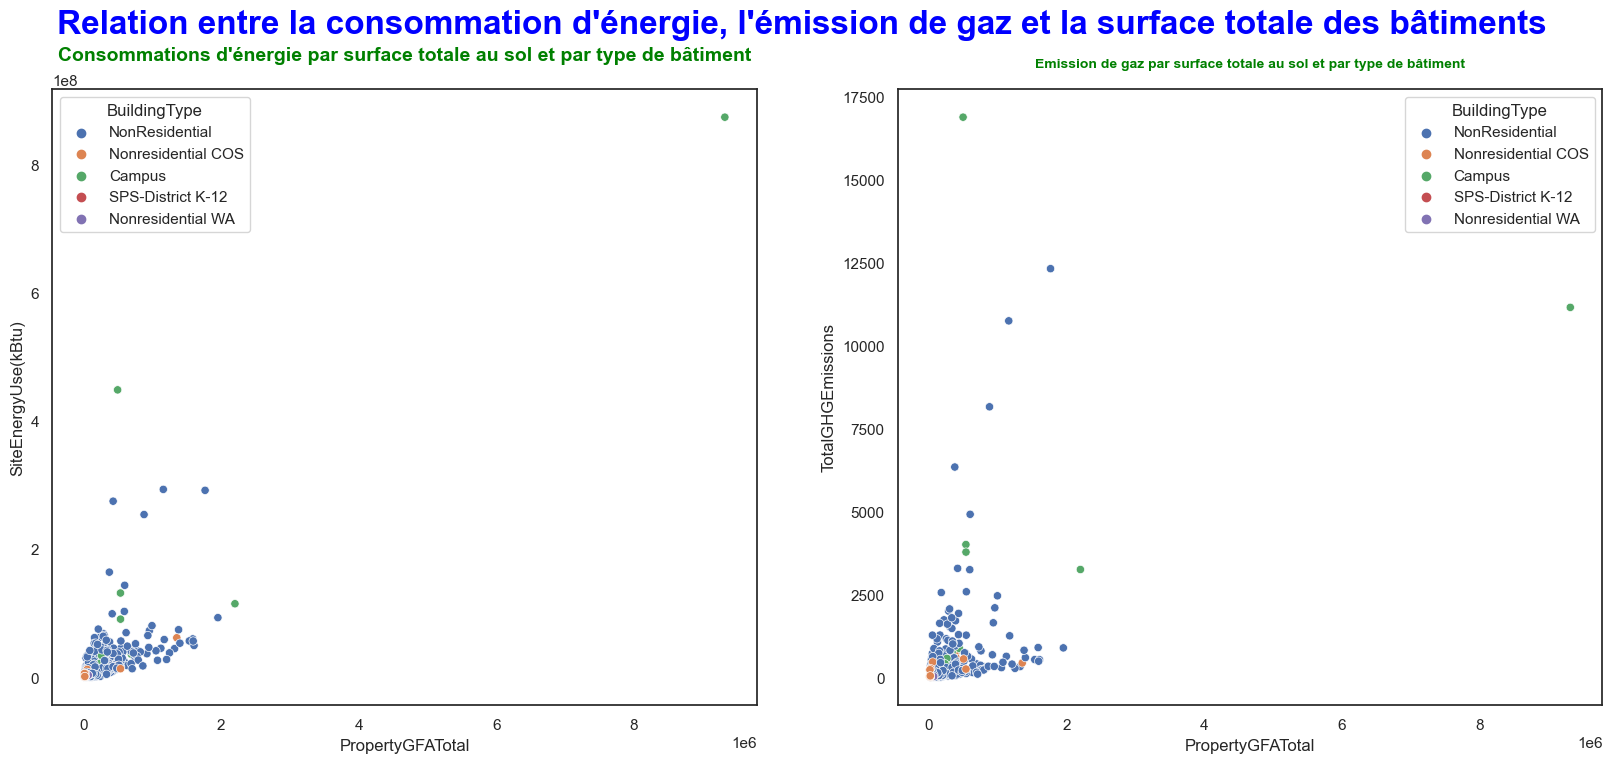 Relation entre la consommation d'énergie, l'émission de gaz et la surface totale des bâtiments
Consommations d'énergie par surface totale au sol et par type de bâtiment
1e8
BuildingType
NonResidential
Nonresidential COS
Campus
SPS-District K-12
Nonresidential WA
8
6
4
2
0
SiteEnergyUse(kBtu)
0 2 4 6 8
1e6
PropertyGFATotal
Emission de gaz par surface totale au sol et par type de bâtiment
BuildingType
NonResidential
Nonresidential COS
Campus
SPS-District K-12
Nonresidential WA
17500
15000
12500
10000
7500
5000
2500
0
TotalGHGEmissions
0 2 4 6 8
1e6
PropertyGFATotal